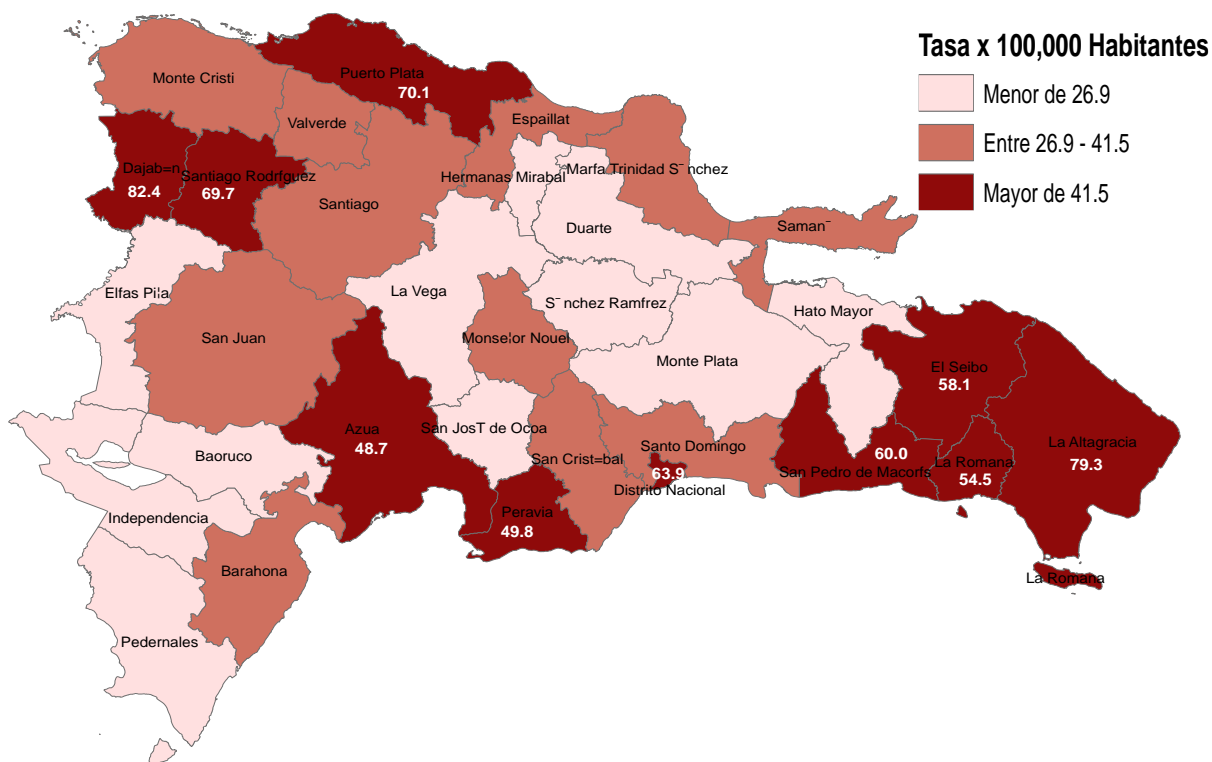 Tasa x 100,000 Habitantes
Menor de 26.9
Entre 26.9 - 41.5
Mayor de 41.5
Monte Cristi
Puerto Plata
70.1
Valverde
Espaillat
Dajab=n
82.4
Santiago Rodrfguez
69.7
Hermanas Mirabal
Marfa Trinidad S¯nchez
Santiago
Duarte
Saman¯
Elfas Pi¦a
La Vega
S¯nchez Ramfrez
Hato Mayor
San Juan
Monse¦or Nouel
Monte Plata
El Seibo
58.1
Azua
48.7
San JosT de Ocoa
Baoruco
San Crist=bal
Santo Domingo
63.9
Distrito Nacional
60.0
San Pedro de Macorfs
La Romana
54.5
La Altagracia
79.3
Peravia
49.8
Independencia
Barahona
La Romana
Pedernales